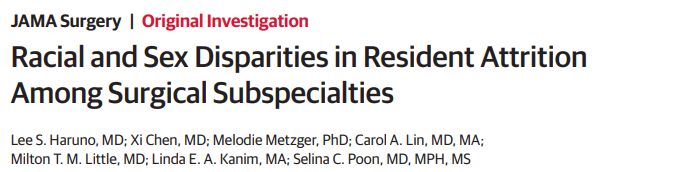 JAMA Surgery | Original Investigation
Racial and Sex Disparities in Resident Attrition
Among Surgical Subspecialties
Lee S. Haruno, MD; Xi Chen, MD; Melodie Metzger, PhD; Carol A. Lin, MD, MA;
Milton T. M. Little, MD; Linda E. A. Kanim, MA; Selina C. Poon, MD, MPH, MS